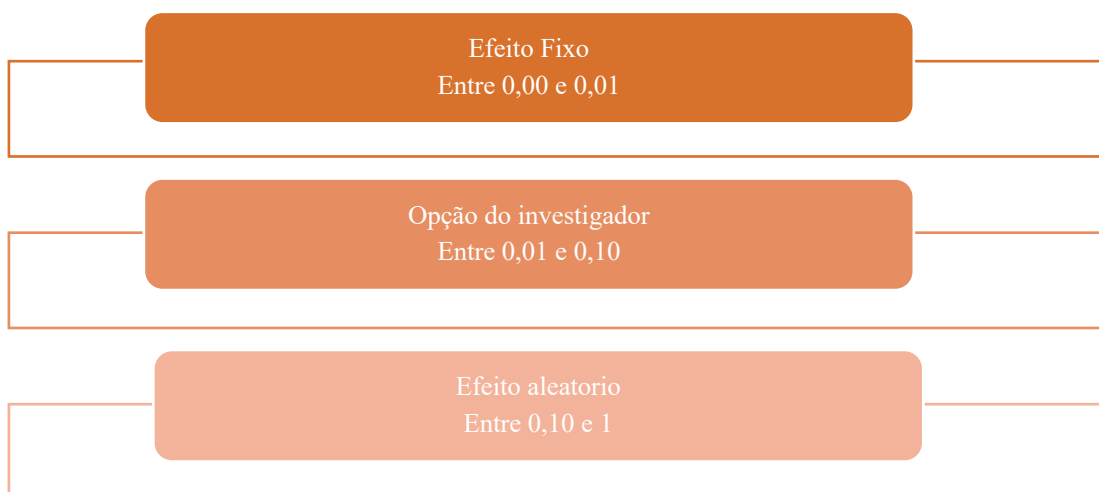 Efeito Fixo
Entre 0,00 e 0,01
Opção do investigador
Entre 0,01 e 0,10
Efeito aleatorio
Entre 0,10 e 1